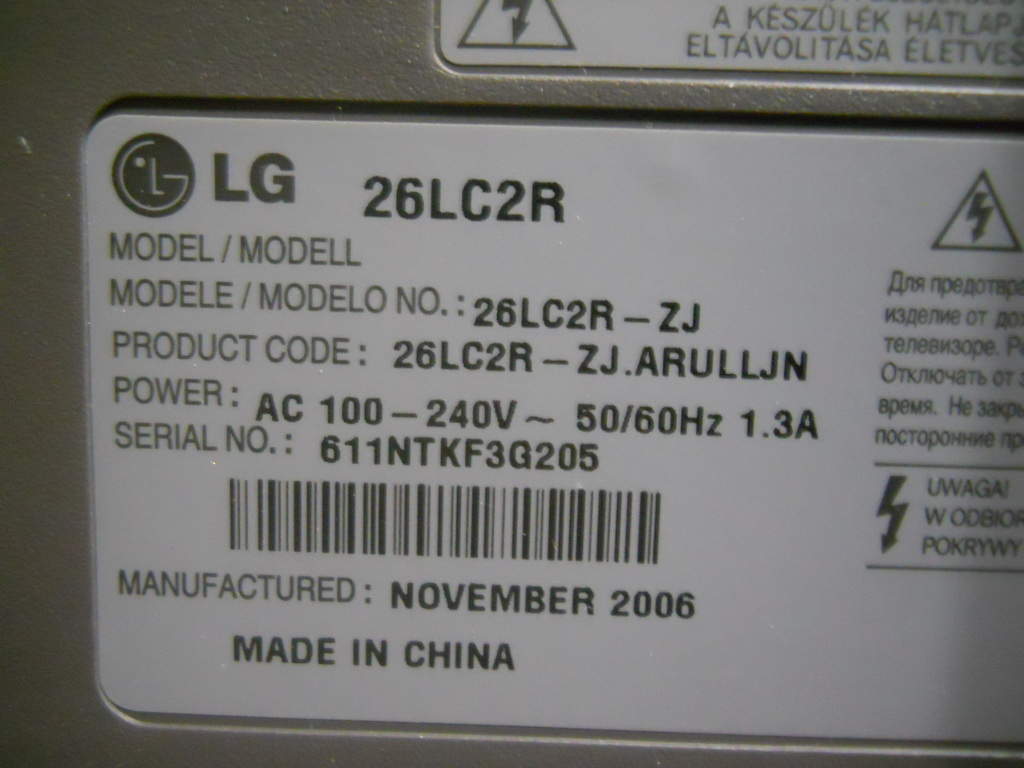 A KÉSZÜLÉK HÁTLAPJ
ELTÁVOLITÁSA ÉLETVES
LG 26LC2R
MODEL / MODELL
MODELE / MODELO NO. : 26LC2R – ZJ
PRODUCT CODE : 26LC2R – ZJ.ARULLJN
POWER : AC 100 – 240V ~ 50/60Hz 1.3A
SERIAL NO. : 611NTKF3G205
MANUFACTURED : NOVEMBER 2006
MADE IN CHINA
Для предотвра
изделие от
телевизоре.
Отключать от
время. Не закры
посторонние
UWAGA!
W ODBIOR
POKRYWY